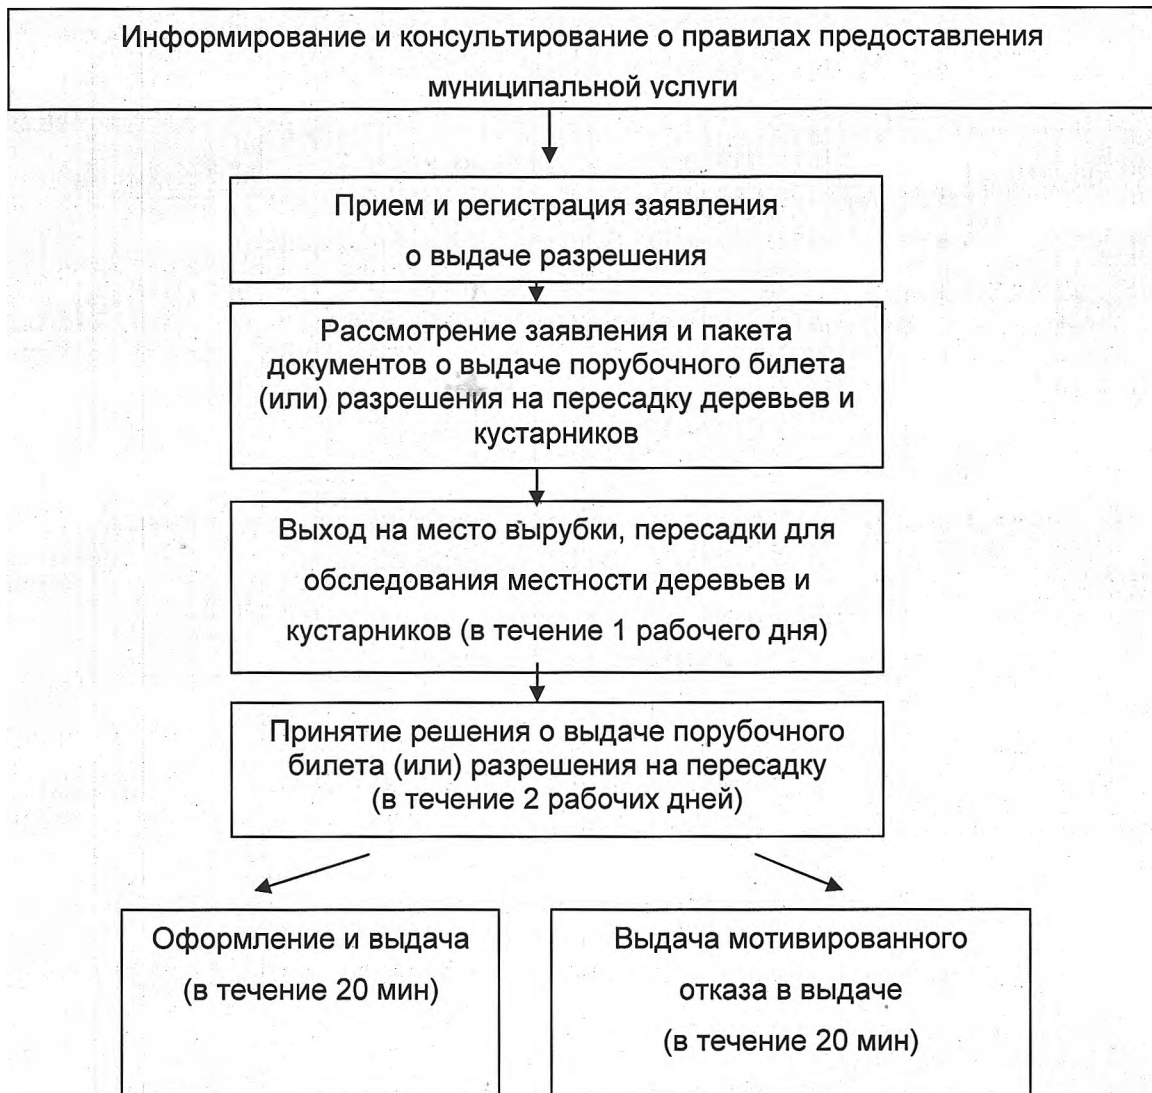 Информирование и консультирование о правилах предоставления
муниципальной услуги
Прием и регистрация заявления
о выдаче разрешения
Рассмотрение заявления и пакета
документов о выдаче порубочного билета
(или) разрешения на пересадку деревьев и
кустарников
Выход на место вырубки, пересадки для
обследования местности деревьев и
кустарников (в течение 1 рабочего дня)
Принятие решения о выдаче порубочного
билета (или) разрешения на пересадку
(в течение 2 рабочих дней)
Оформление и выдача
(в течение 20 мин)
Выдача мотивированного
отказа в выдаче
(в течение 20 мин)